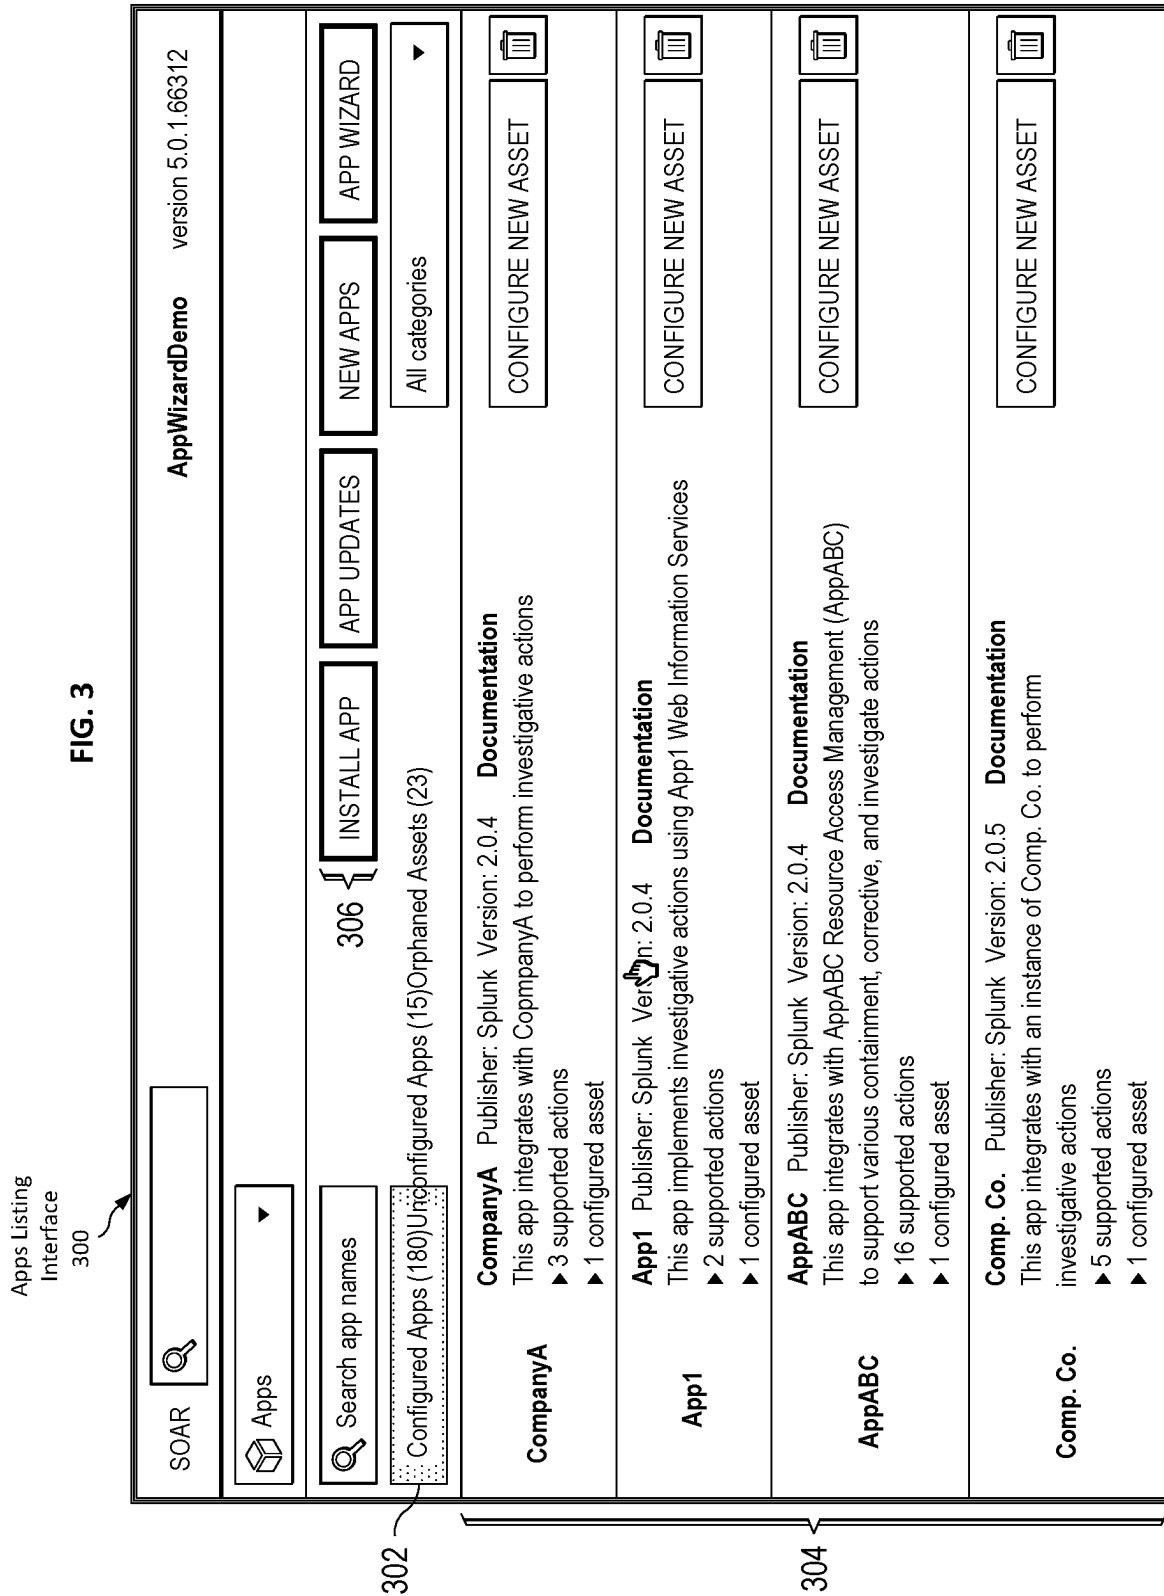 FIG. 3
Apps Listing
Interface
300
SOAR
AppWizardDemo version 5.0.1.66312
Apps
Search app names
306
INSTALL APP
APP UPDATES
NEW APPS
APP WIZARD
302
Configured Apps (180)Unconfigured Apps (15)Orphaned Assets (23)
All categories
304
CompanyA
CompanyA Publisher: Splunk Version: 2.0.4 Documentation
This app integrates with CopmpanyA to perform investigative actions
3 supported actions
1 configured asset
CONFIGURE NEW ASSET
App1
App1 Publisher: Splunk Version: 2.0.4 Documentation
This app implements investigative actions using App1 Web Information Services
2 supported actions
1 configured asset
CONFIGURE NEW ASSET
AppABC
AppABC Publisher: Splunk Version: 2.0.4 Documentation
This app integrates with AppABC Resource Access Management (AppABC)
to support various containment, corrective, and investigate actions
16 supported actions
1 configured asset
CONFIGURE NEW ASSET
Comp. Co.
Comp. Co. Publisher: Splunk Version: 2.0.5 Documentation
This app integrates with an instance of Comp. Co. to perform
investigative actions
5 supported actions
1 configured asset
CONFIGURE NEW ASSET